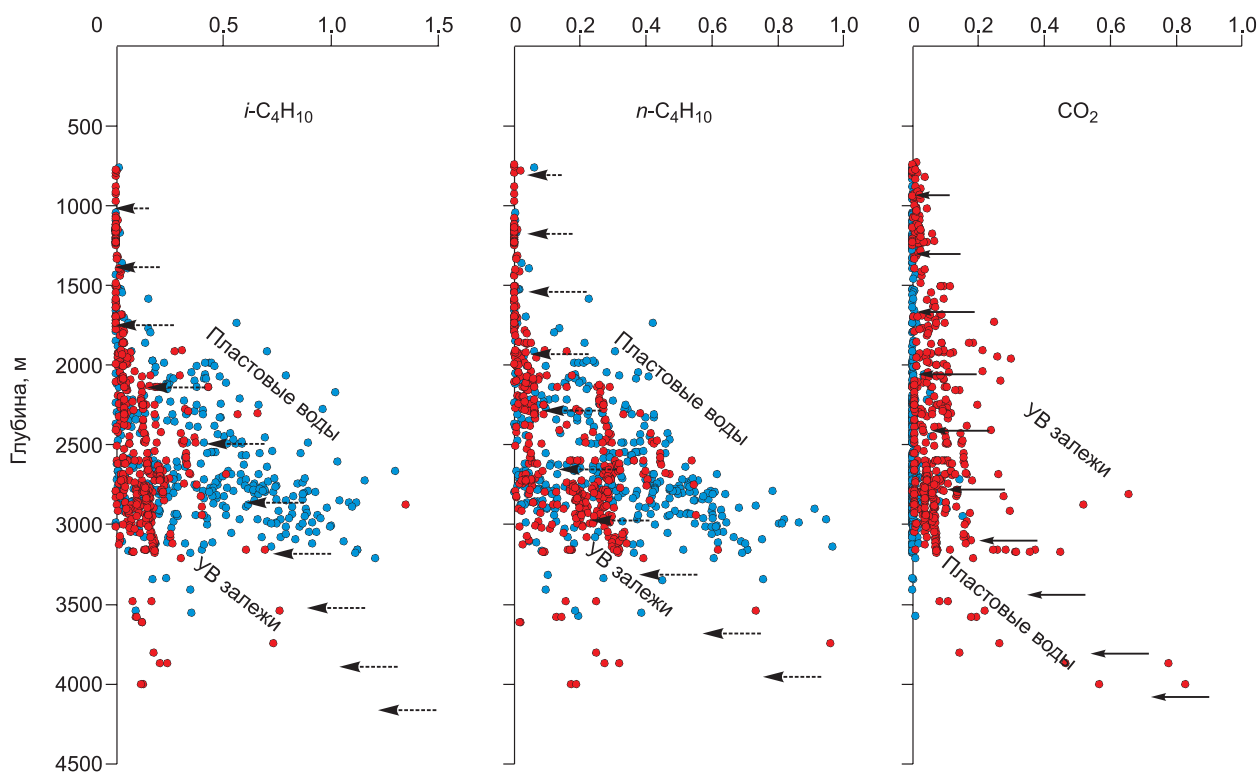 0 0.5 1.0 1.5
0 0.2 0.4 0.6 0.8 1.0
0 0.2 0.4 0.6 0.8 1.0
i-C₄H₁₀
n-C₄H₁₀
CO₂
Глубина, м
500
1000
1500
2000
2500
3000
3500
4000
4500
Пластовые воды
УВ залежи
Пластовые воды
УВ залежи
УВ залежи
Пластовые воды